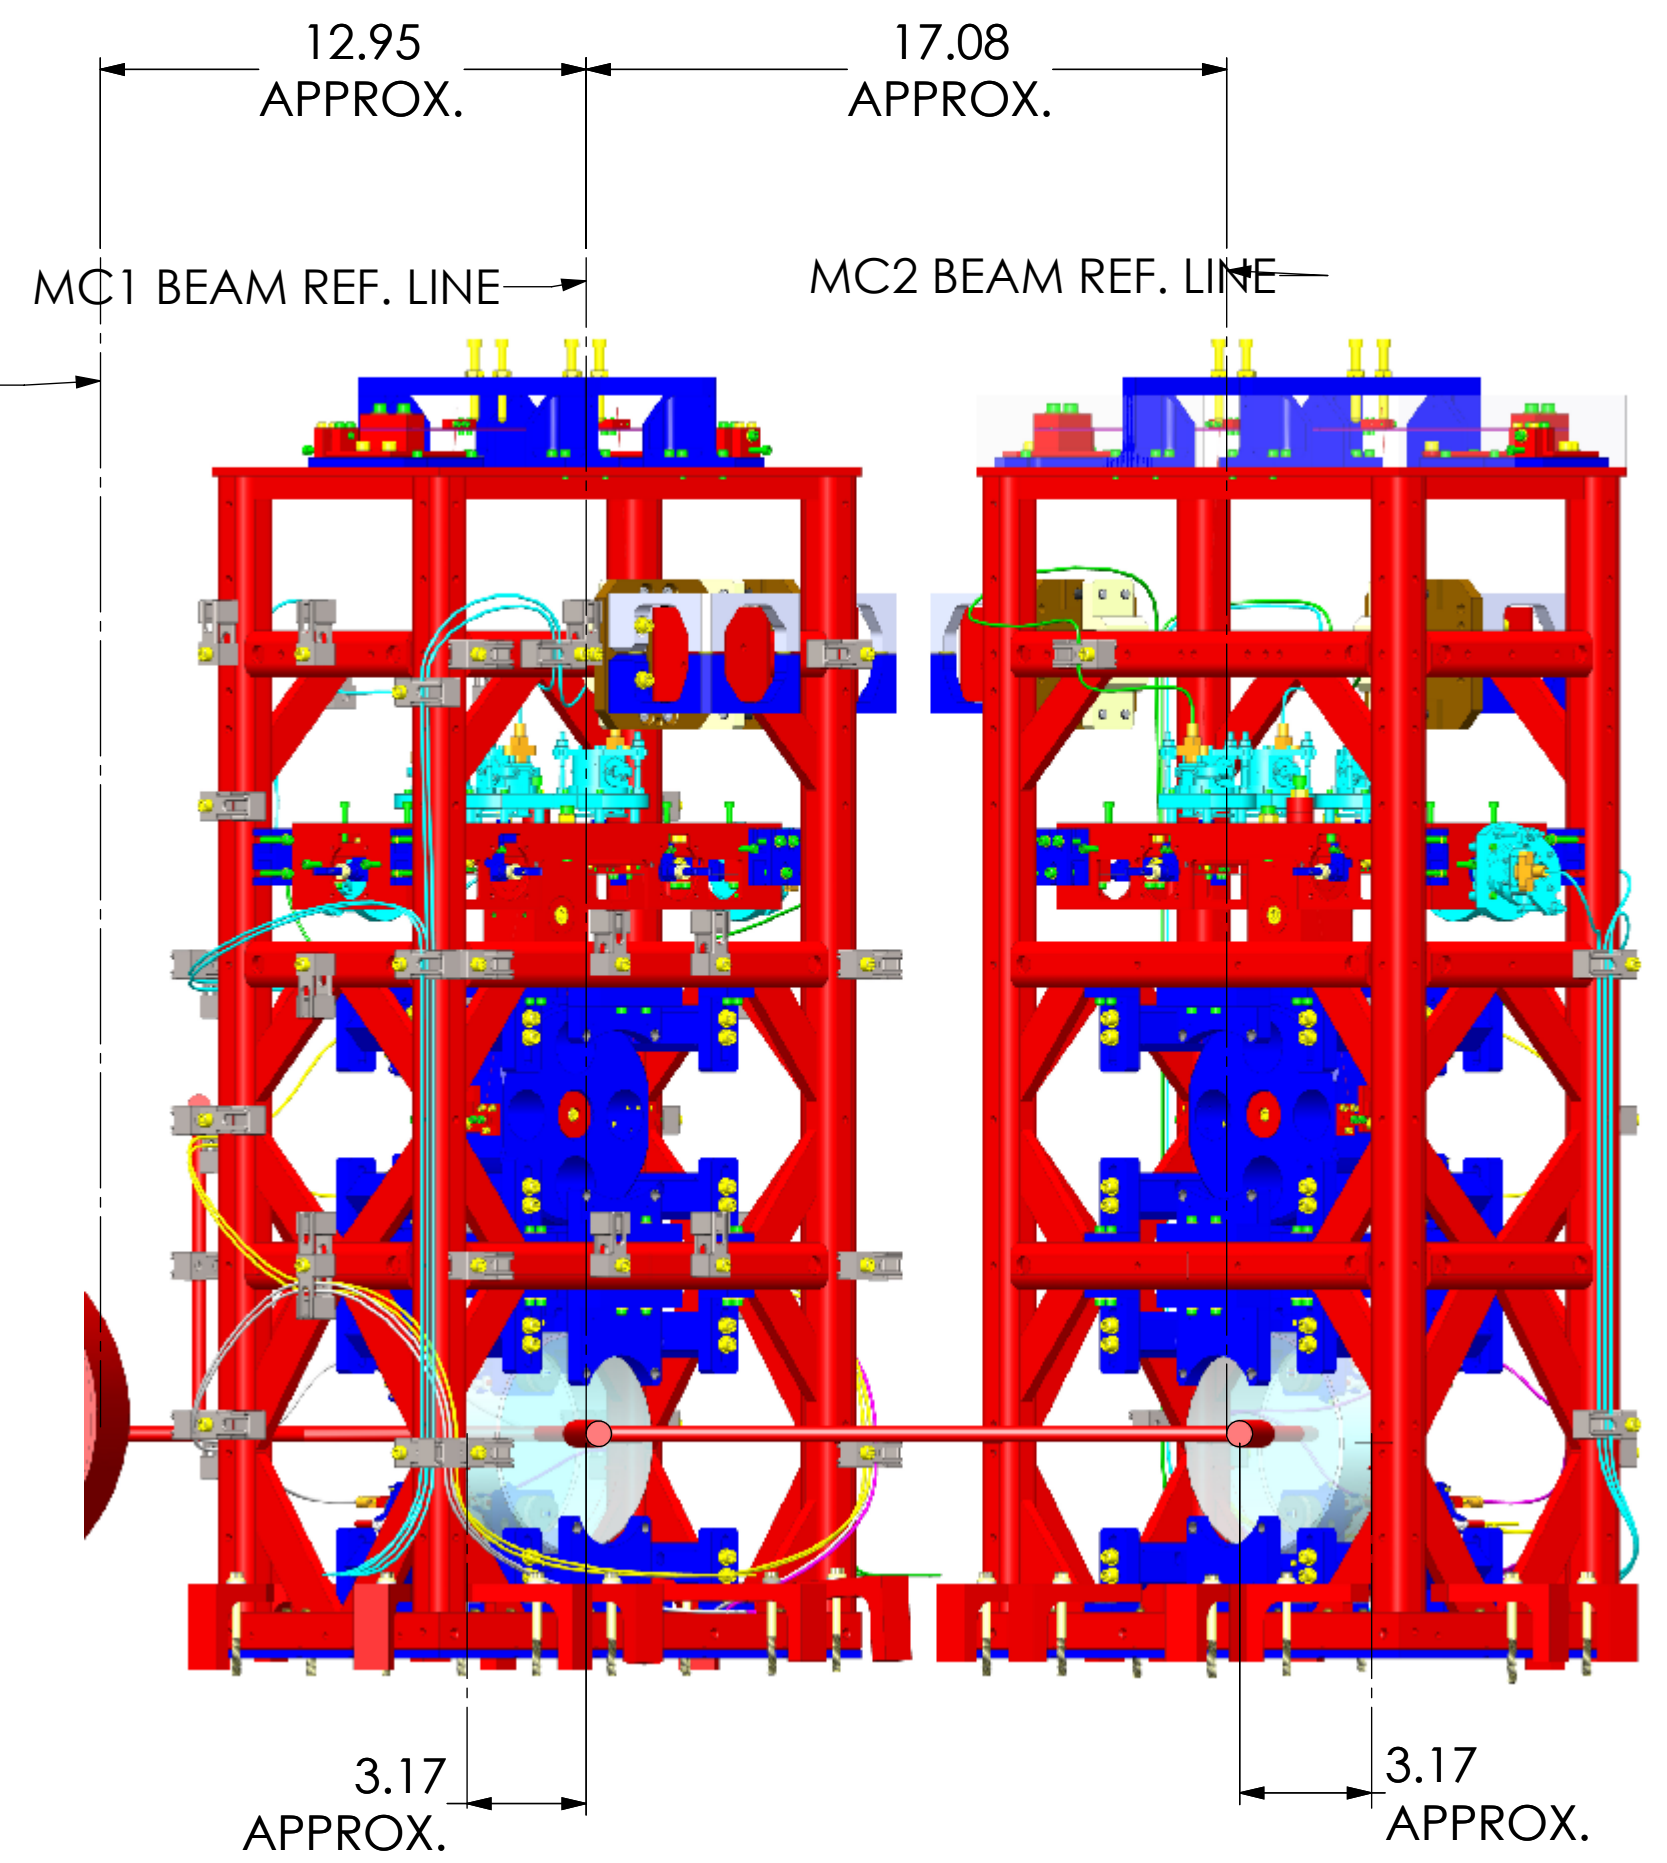 12.95
APPROX.
17.08
APPROX.
MC1 BEAM REF. LINE
MC2 BEAM REF. LINE
3.17
APPROX.
3.17
APPROX.